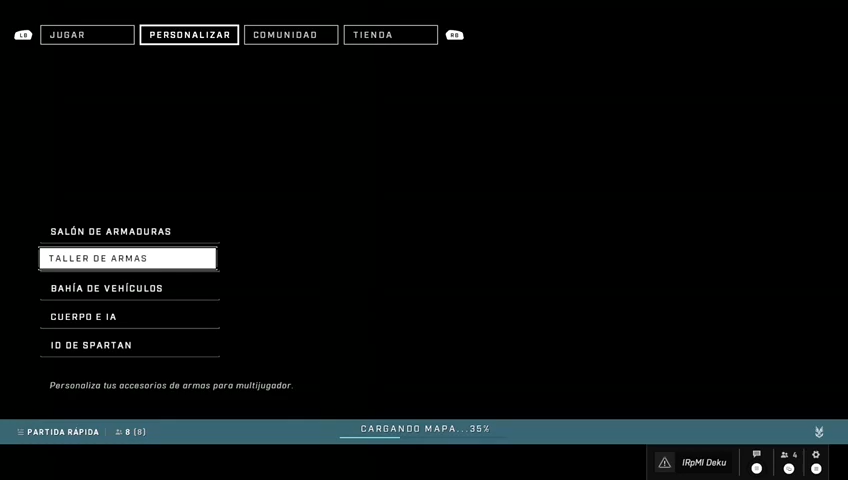 LB JUGAR PERSONALIZAR COMUNIDAD TIENDA RB
SALÓN DE ARMADURAS
TALLER DE ARMAS
BAHÍA DE VEHÍCULOS
CUERPO E IA
ID DE SPARTAN
Personaliza tus accesorios de armas para multijugador.
PARTIDA RÁPIDA 8 (8) CARGANDO MAPA...35%
IRpMI Deku 4